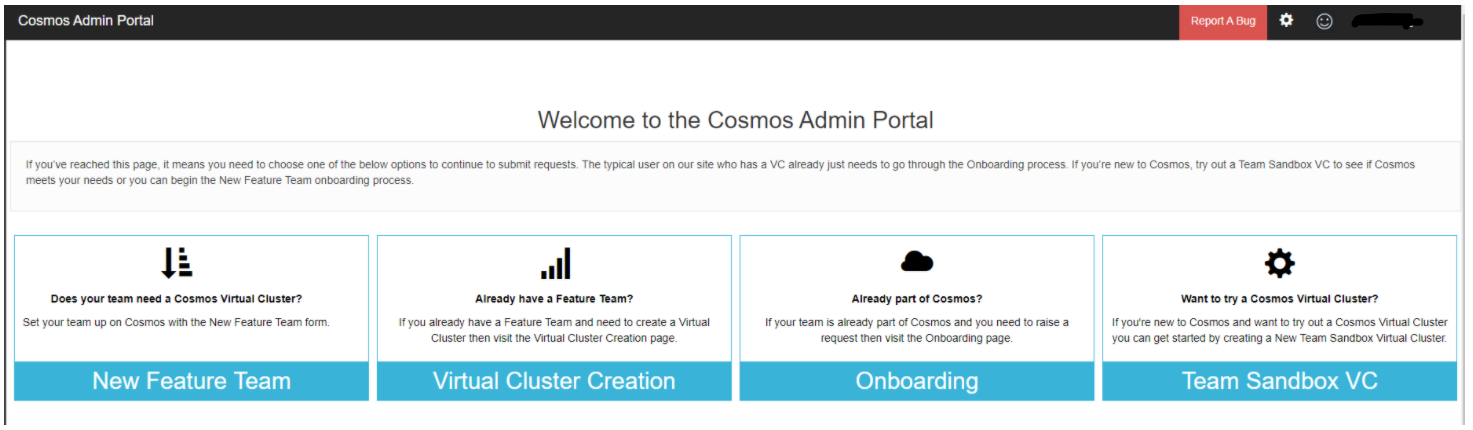 Cosmos Admin Portal
Report A Bug
Welcome to the Cosmos Admin Portal
If you've reached this page, it means you need to choose one of the below options to continue to submit requests. The typical user on our site who has a VC already just needs to go through the Onboarding process. If you're new to Cosmos, try out a Team Sandbox VC to see if Cosmos
meets your needs or you can begin the New Feature Team onboarding process.
Does your team need a Cosmos Virtual Cluster?
Set your team up on Cosmos with the New Feature Team form.
New Feature Team
Already have a Feature Team?
If you already have a Feature Team and need to create a Virtual
Cluster then visit the Virtual Cluster Creation page.
Virtual Cluster Creation
Already part of Cosmos?
If your team is already part of Cosmos and you need to raise a
request then visit the Onboarding page.
Onboarding
Want to try a Cosmos Virtual Cluster?
If you're new to Cosmos and want to try out a Cosmos Virtual Cluster
you can get started by creating a New Team Sandbox Virtual Cluster.
Team Sandbox VC